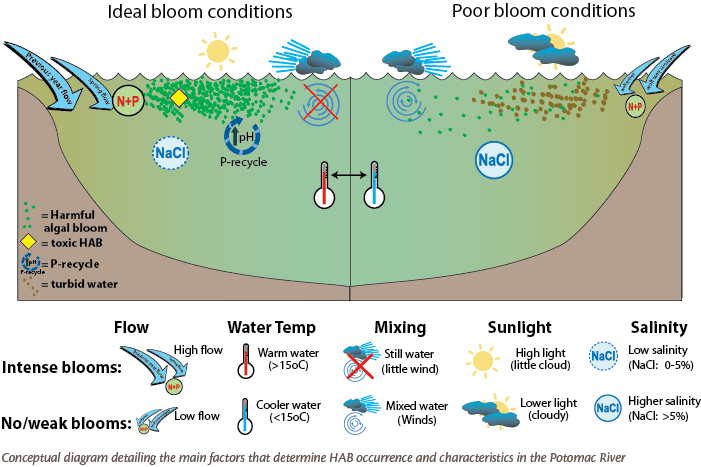 Ideal bloom conditions
Poor bloom conditions
Previous year flow
Spring flow
N+P
N+P
pH
P-recycle
NaCl
NaCl
= Harmful
algal bloom
= toxic HAB
pH
P-recycle
= P-recycle
= turbid water
Flow
Water Temp
Mixing
Sunlight
Salinity
Intense blooms:
N+P
High flow
Warm water
(>15oC)
Still water
(little wind)
High light
(little cloud)
NaCl
Low salinity
(NaCl: 0-5%)
No/weak blooms:
N+P
Low flow
Cooler water
(<15oC)
Mixed water
(Winds)
Lower light
(cloudy)
NaCl
Higher salinity
(NaCl: >5%)
Conceptual diagram detailing the main factors that determine HAB occurrence and characteristics in the Potomac River